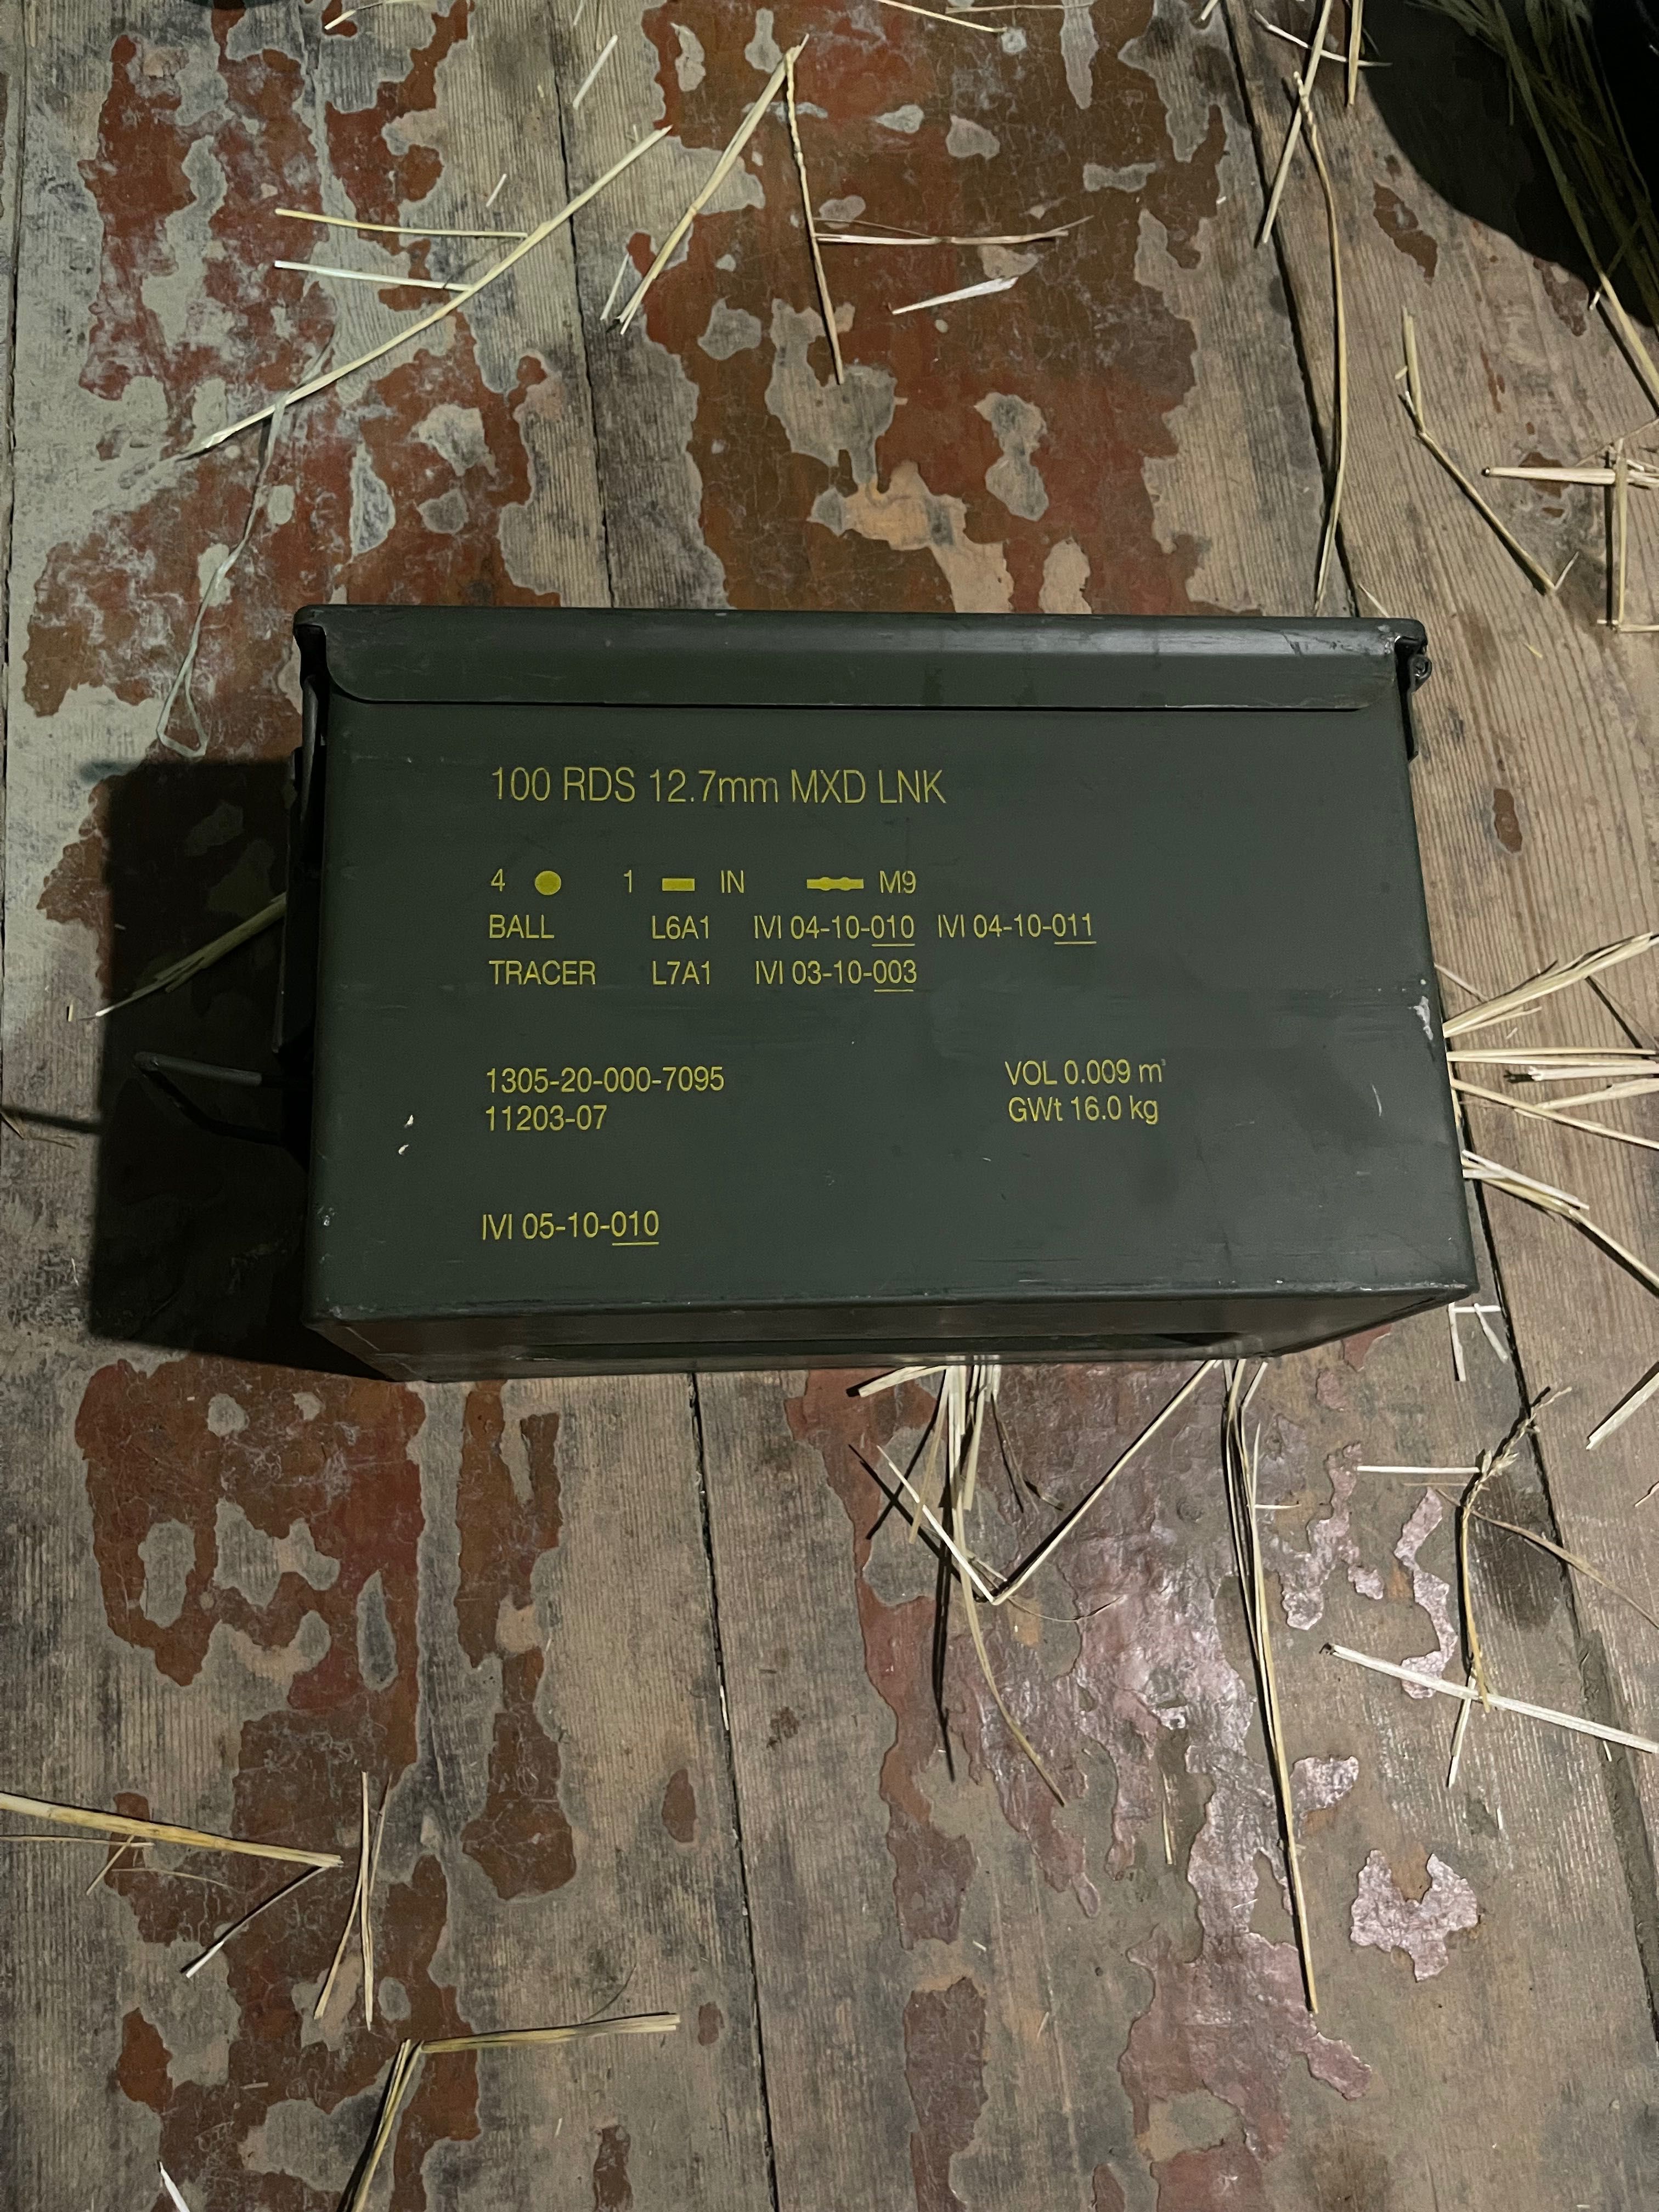 100 RDS 12.7mm MXD LNK
4 1 IN M9
BALL L6A1 IVI 04-10-010 IVI 04-10-011
TRACER L7A1 IVI 03-10-003
1305-20-000-7095
11203-07
VOL 0.009 m³
GWt 16.0 kg
IVI 05-10-010